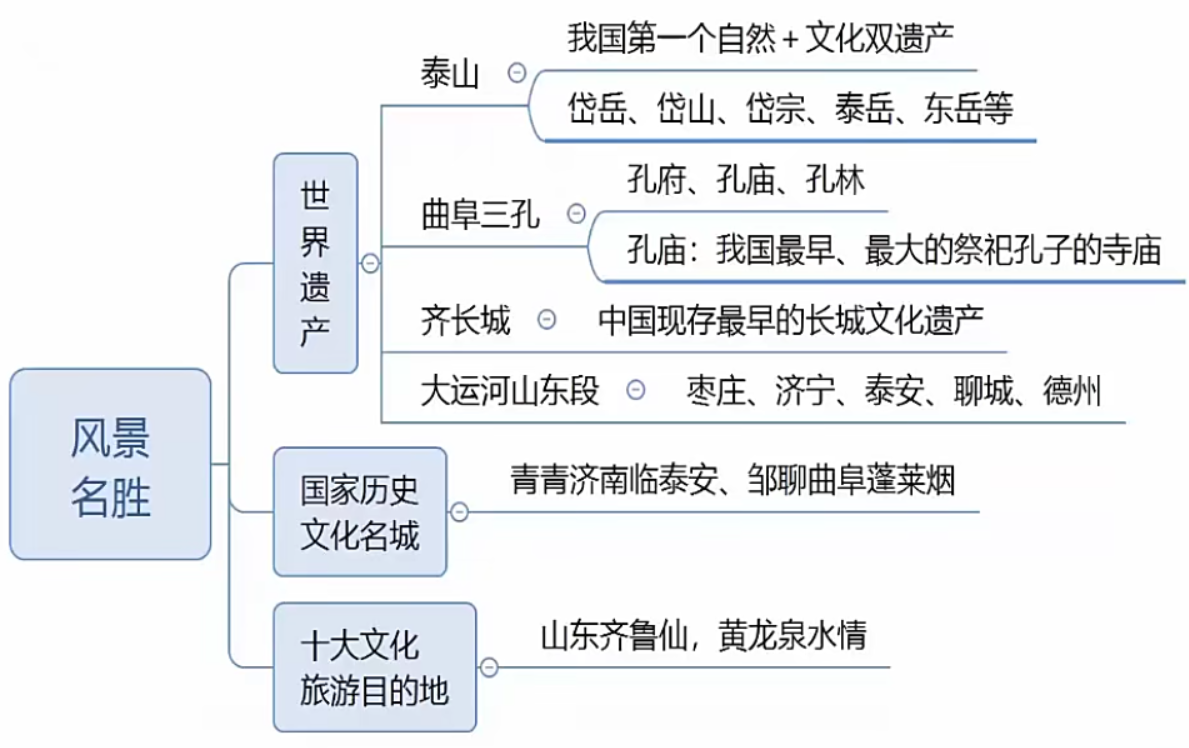 风景
名胜
世
界
遗
产
泰山
我国第一个自然+文化双遗产
岱岳、岱山、岱宗、泰岳、东岳等
曲阜三孔
孔府、孔庙、孔林
孔庙：我国最早、最大的祭祀孔子的寺庙
齐长城
中国现存最早的长城文化遗产
大运河山东段
枣庄、济宁、泰安、聊城、德州
国家历史
文化名城
青青济南临泰安、邹聊曲阜蓬莱烟
十大文化
旅游目的地
山东齐鲁仙，黄龙泉水情